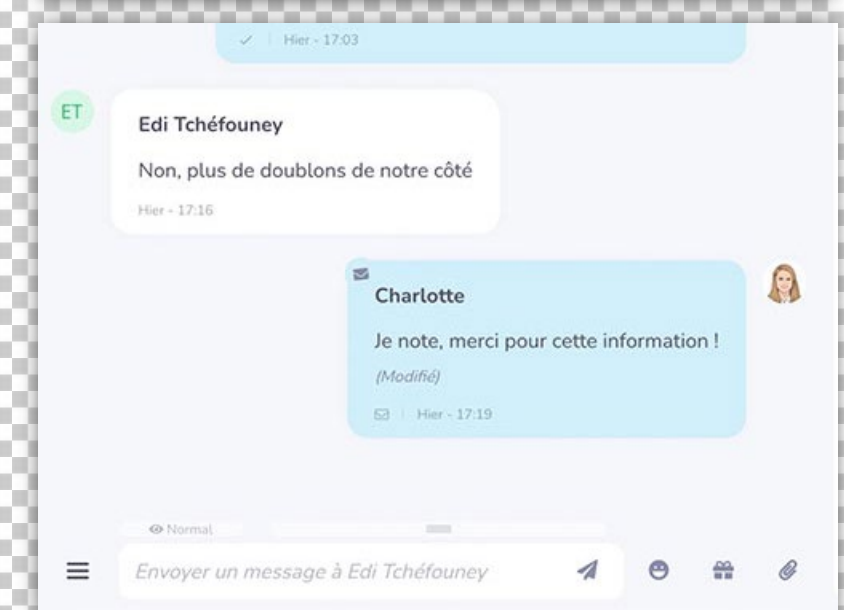 Hier - 17:03
ET
Edi Tchéfouney
Non, plus de doublons de notre côté
Hier - 17:16
Charlotte
Je note, merci pour cette information !
(Modifié)
Hier - 17:19
Normal
Envoyer un message à Edi Tchéfouney